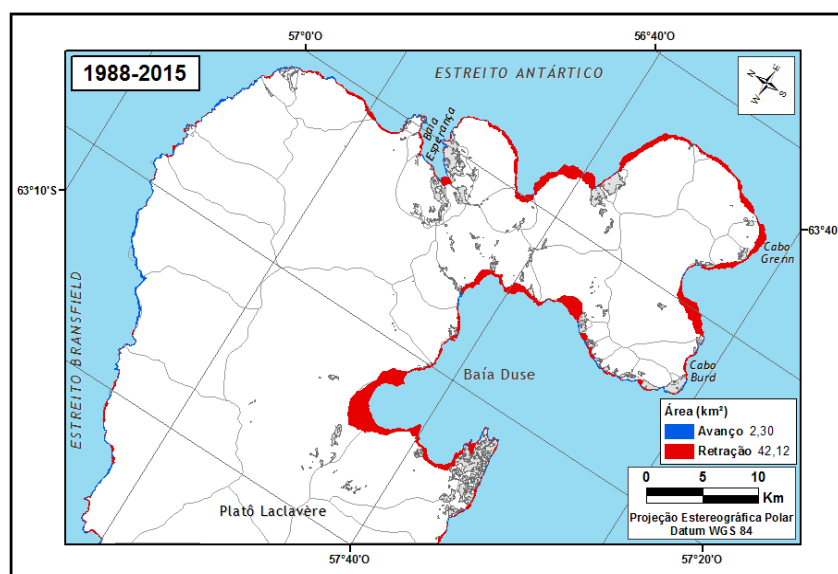 57°0'O
56°40'O
1988-2015
ESTREITO ANTÁRTICO
N
E
W
S
Baía
Esperança
63°10'S
63°40
Cabo
Grenn
ESTREITO BRANSFIELD
Baía Duse
Cabo
Burd
Área (km²)
Avanço 2,30
Retração 42,12
0 5 10
Km
Platô Laclavère
Projeção Estereográfica Polar
Datum WGS 84
57°40'O
57°20'O